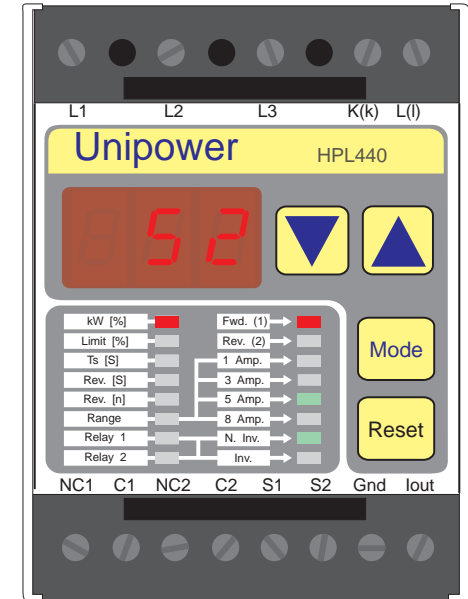 L1 L2 L3 K(k) L(l)
Unipower HPL440
52
kW [%] Fwd. (1)
Limit [%] Rev. (2)
Ts [S] 1 Amp.
Rev. [S] 3 Amp.
Rev. [n] 5 Amp.
Range 8 Amp.
Relay 1 N. Inv.
Relay 2 Inv.
Mode
Reset
NC1 C1 NC2 C2 S1 S2 Gnd Iout